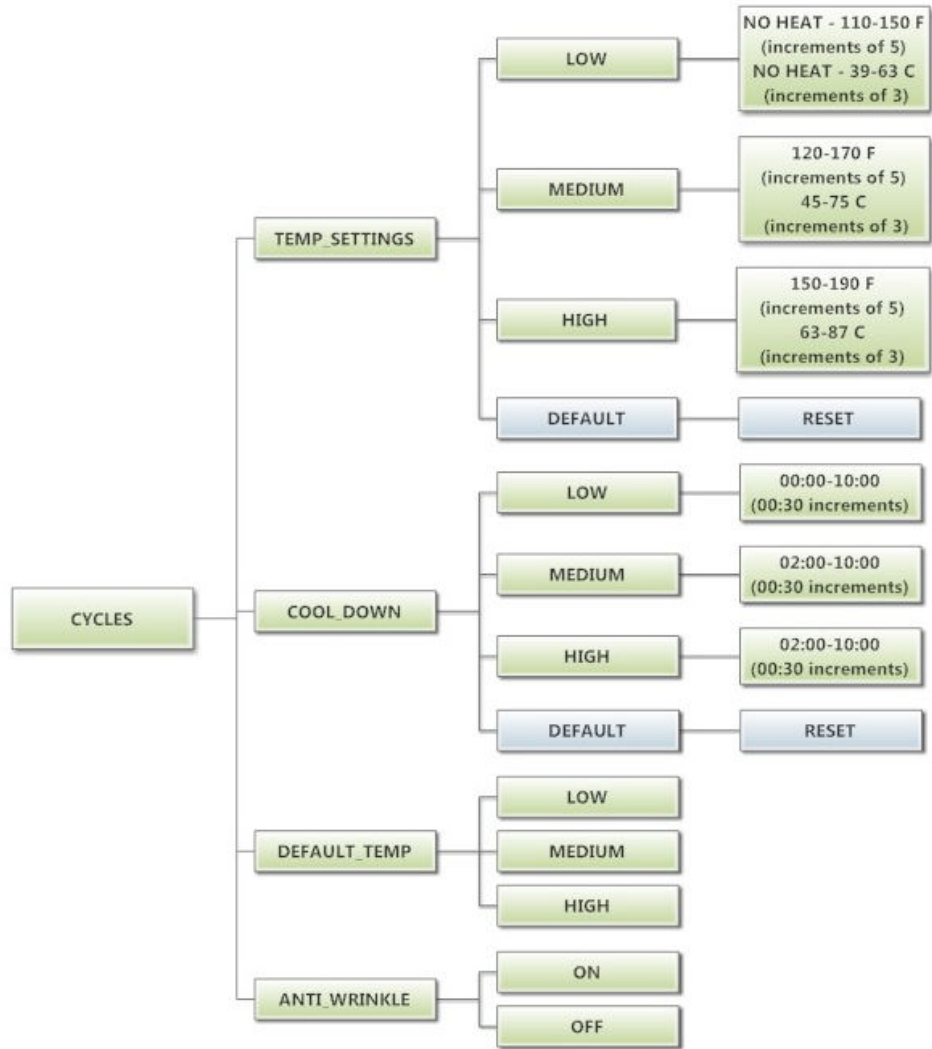 CYCLES
TEMP_SETTINGS
LOW
NO HEAT - 110-150 F
(increments of 5)
NO HEAT - 39-63 C
(increments of 3)
MEDIUM
120-170 F
(increments of 5)
45-75 C
(increments of 3)
HIGH
150-190 F
(increments of 5)
63-87 C
(increments of 3)
DEFAULT
RESET
COOL_DOWN
LOW
00:00-10:00
(00:30 increments)
MEDIUM
02:00-10:00
(00:30 increments)
HIGH
02:00-10:00
(00:30 increments)
DEFAULT
RESET
DEFAULT_TEMP
LOW
MEDIUM
HIGH
ANTI_WRINKLE
ON
OFF